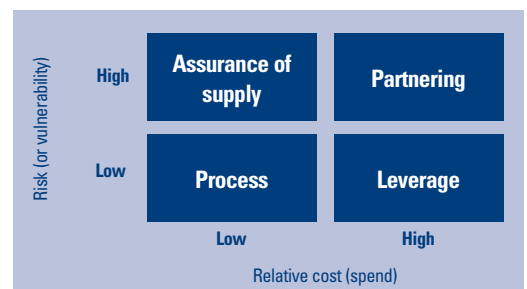 Risk (or vulnerability)
High
Assurance of
supply
Partnering
Low
Process
Leverage
Low
High
Relative cost (spend)